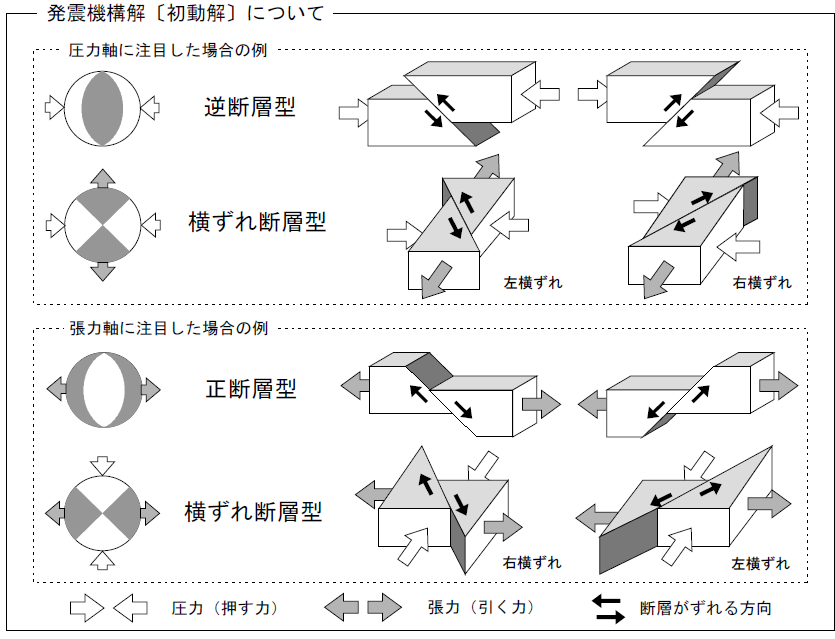 発震機構解〔初動解〕について
圧力軸に注目した場合の例
逆断層型
横ずれ断層型
左横ずれ
右横ずれ
張力軸に注目した場合の例
正断層型
横ずれ断層型
右横ずれ
左横ずれ
圧力（押す力）
張力（引く力）
断層がずれる方向